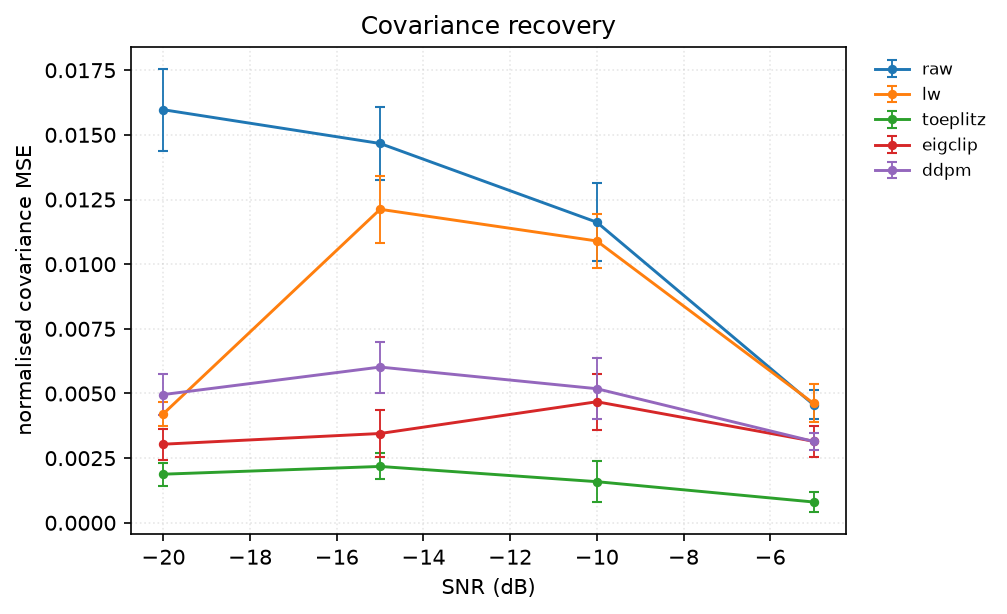 Covariance recovery
normalised covariance MSE
0.0175
0.0150
0.0125
0.0100
0.0075
0.0050
0.0025
0.0000
−20
−18
−16
−14
−12
−10
−8
−6
SNR (dB)
raw
lw
toeplitz
eigclip
ddpm